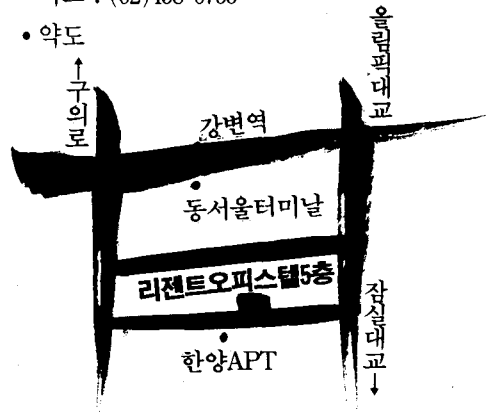 • 약도
↑구의로
올림픽대교
강변역
동서울터미날
리젠트오피스텔5층
잠실대교↓
한양APT